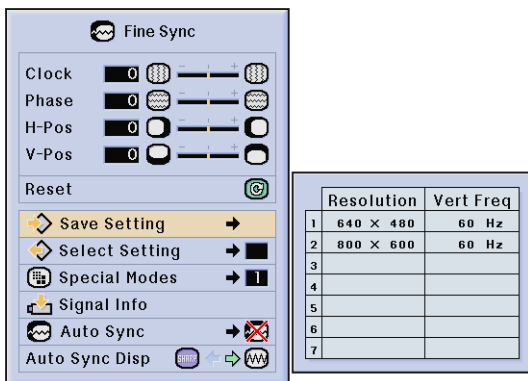 Fine Sync
Clock 0 − +
Phase 0 − +
H-Pos 0 − +
V-Pos 0 − +
Reset
Save Setting
Select Setting
Special Modes 1
Signal Info
Auto Sync
Auto Sync Disp SHARP
Resolution Vert Freq
1 640 × 480 60 Hz
2 800 × 600 60 Hz
3
4
5
6
7